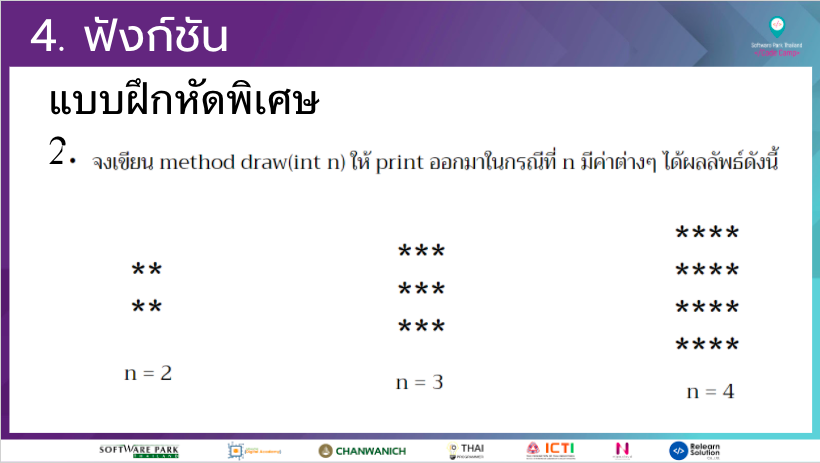 4. ฟังก์ชัน
Software Park Thailand
แบบฝึกหัดพิเศษ
2. จงเขียน method draw(int n) ให้ print ออกมาในกรณีที่ n มีค่าต่างๆ ได้ผลลัพธ์ดังนี้
**
**
n = 2
***
***
***
n = 3
****
****
****
****
n = 4
SOFTWARE PARK
THAILAND
CHANWANICH
THAI
ICTI
N
Relearn
Solution